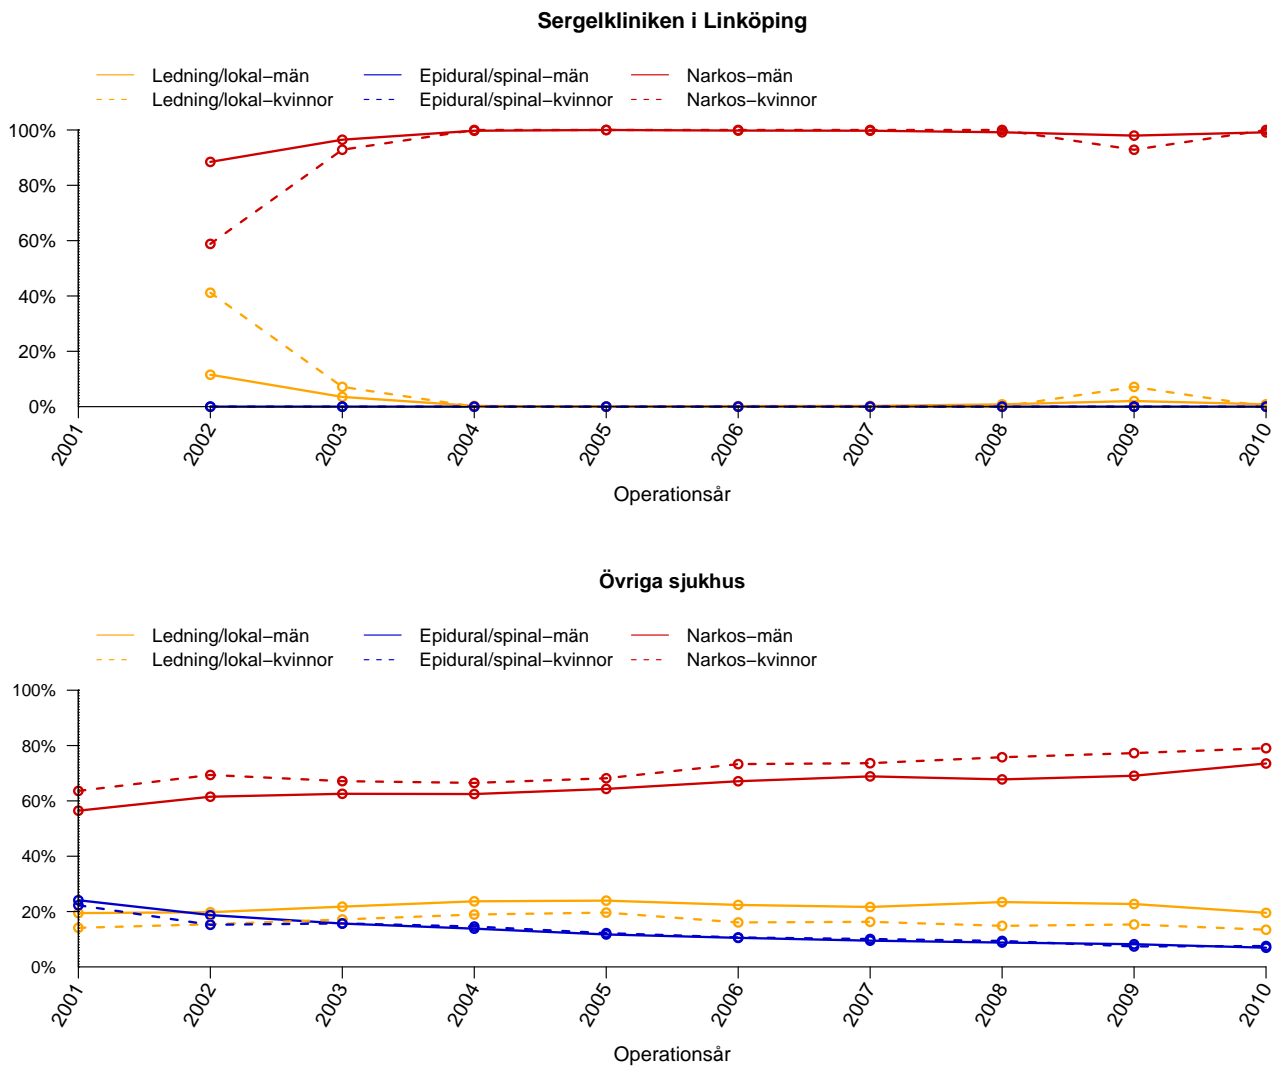 Sergelkliniken i Linköping
Ledning/lokal−män Epidural/spinal−män Narkos−män
Ledning/lokal−kvinnor Epidural/spinal−kvinnor Narkos−kvinnor
100%
80%
60%
40%
20%
0%
2001 2002 2003 2004 2005 2006 2007 2008 2009 2010
Operationsår
Övriga sjukhus
Ledning/lokal−män Epidural/spinal−män Narkos−män
Ledning/lokal−kvinnor Epidural/spinal−kvinnor Narkos−kvinnor
100%
80%
60%
40%
20%
0%
2001 2002 2003 2004 2005 2006 2007 2008 2009 2010
Operationsår